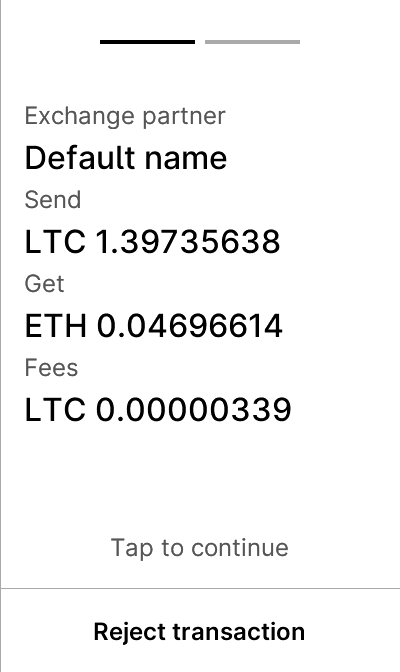 Exchange partner
Default name
Send
LTC 1.39735638
Get
ETH 0.04696614
Fees
LTC 0.00000339
Tap to continue
Reject transaction